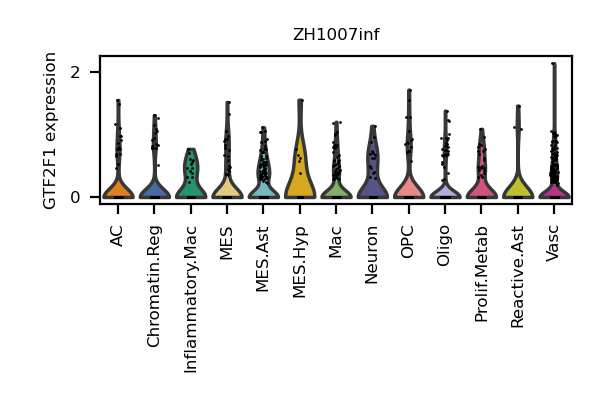 ZH1007inf
GTF2F1 expression
2
0
AC
Chromatin.Reg
Inflammatory.Mac
MES
MES.Ast
MES.Hyp
Mac
Neuron
OPC
Oligo
Prolif.Metab
Reactive.Ast
Vasc